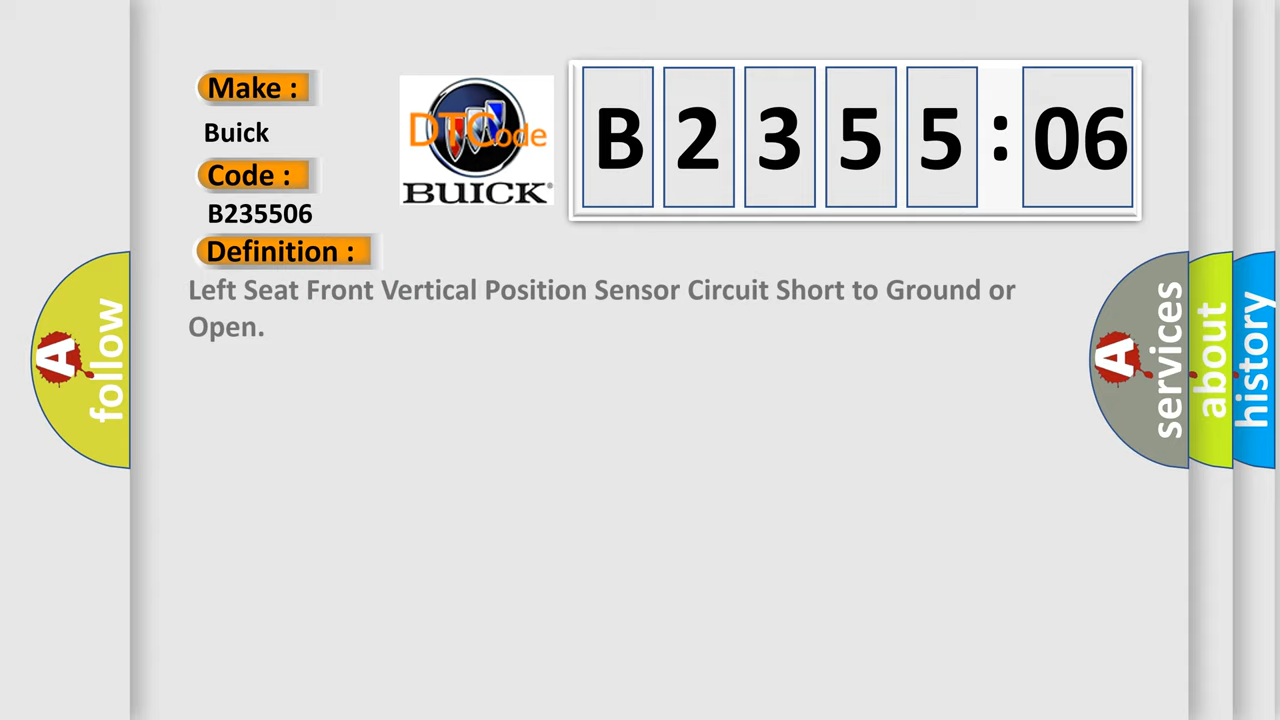 Make :
Buick
Code :
B235506
Definition :
Left Seat Front Vertical Position Sensor Circuit Short to Ground or
Open.
DTCode
BUICK®
B 2 3 5 5 : 06
A follow
A services
about
history